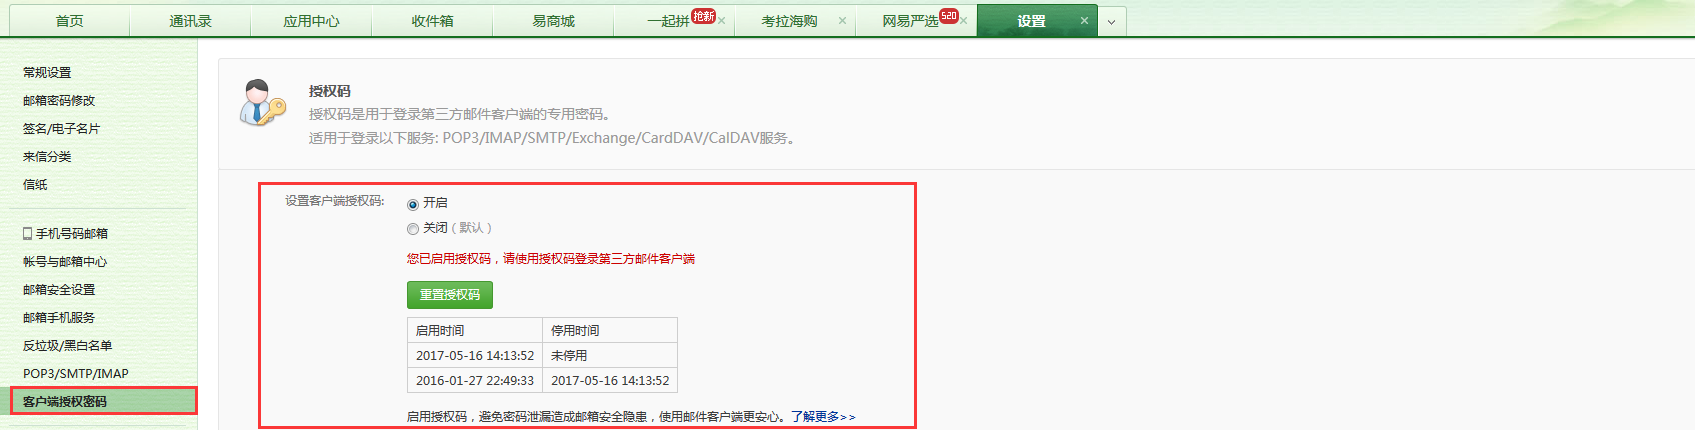 首页 通讯录 应用中心 收件箱 易商城 一起拼 抢新 × 考拉海购 × 网易严选 520 × 设置 ×
常规设置
邮箱密码修改
签名/电子名片
来信分类
信纸
手机号码邮箱
帐号与邮箱中心
邮箱安全设置
邮箱手机服务
反垃圾/黑白名单
POP3/SMTP/IMAP
客户端授权密码
授权码
授权码是用于登录第三方邮件客户端的专用密码。
适用于登录以下服务: POP3/IMAP/SMTP/Exchange/CardDAV/CalDAV服务。
设置客户端授权码: 开启
关闭（默认）
您已启用授权码，请使用授权码登录第三方邮件客户端
重置授权码
启用时间 停用时间
2017-05-16 14:13:52 未停用
2016-01-27 22:49:33 2017-05-16 14:13:52
启用授权码，避免密码泄漏造成邮箱安全隐患，使用邮件客户端更安心。了解更多>>